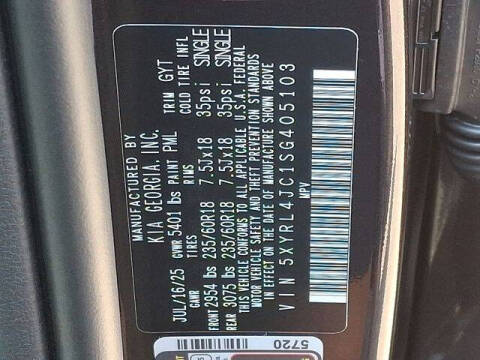 MANUFACTURED BY
KIA GEORGIA, INC.
JUL/16/25 GVWR 5401 lbs PAINT PML TRIM GYT
GAWR TIRES RIMS COLD TIRE INFL
FRONT 2954 lbs 235/60R18 7.5Jx18 35psi SINGLE
REAR 3075 lbs 235/60R18 7.5Jx18 35psi SINGLE
THIS VEHICLE CONFORMS TO ALL APPLICABLE U.S.A. FEDERAL
MOTOR VEHICLE SAFETY, BUMPER AND THEFT PREVENTION STANDARDS
IN EFFECT ON THE DATE OF MANUFACTURE SHOWN ABOVE
VIN 5XYRL4JC1SG405103
MPV
5720